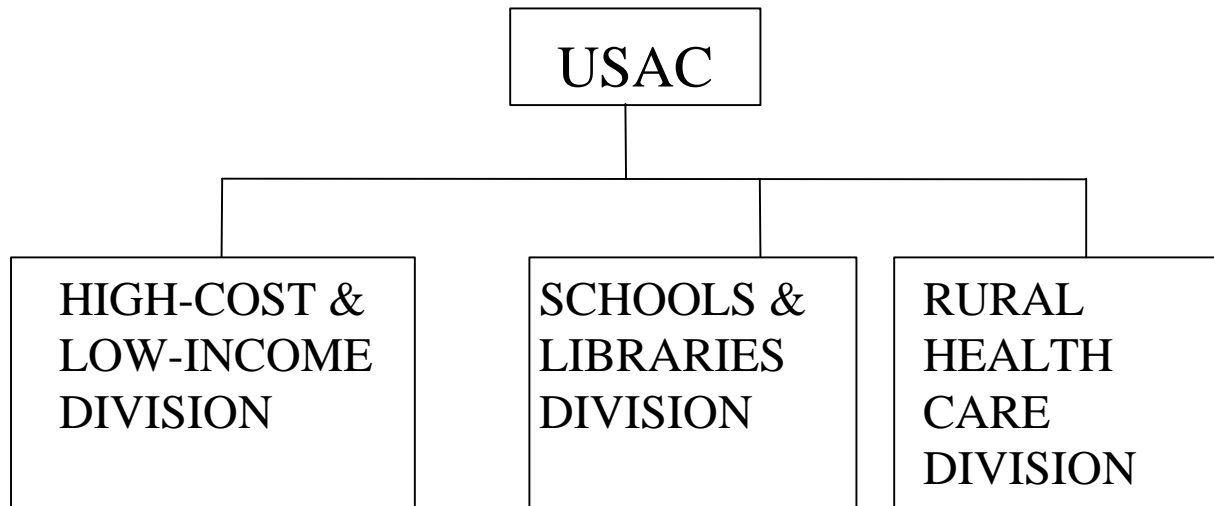 USAC
HIGH-COST &
LOW-INCOME
DIVISION
SCHOOLS &
LIBRARIES
DIVISION
RURAL
HEALTH
CARE
DIVISION